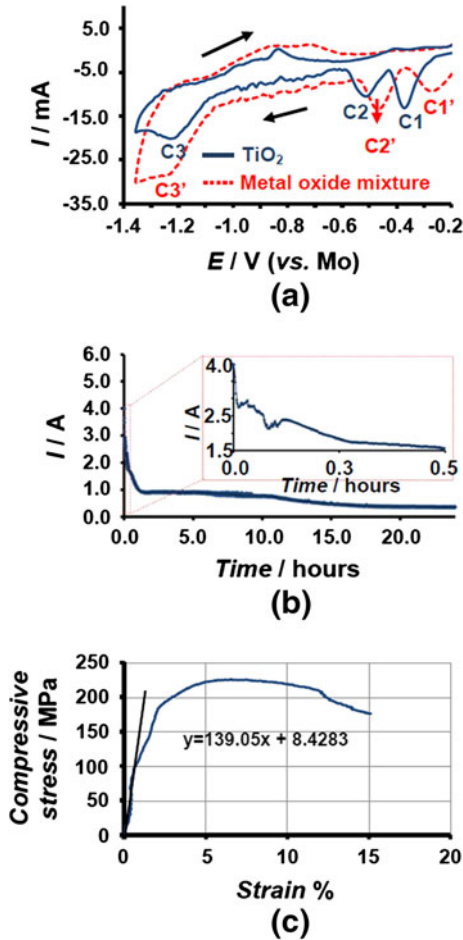 5.0
-5.0
-15.0
-25.0
-35.0
I / mA
C3
C3'
C2
C2'
C1
C1'
TiO₂
Metal oxide mixture
-1.4 -1.2 -1.0 -0.8 -0.6 -0.4 -0.2
E / V (vs. Mo)
(a)
6.0
5.0
4.0
3.0
2.0
1.0
0.0
I / A
4.0
2.5
1.5
I / A
0.0 0.3 0.5
Time / hours
0.0 5.0 10.0 15.0 20.0
Time / hours
(b)
250
200
150
100
50
0
Compressive
stress / MPa
y=139.05x + 8.4283
0 5 10 15 20
Strain %
(c)